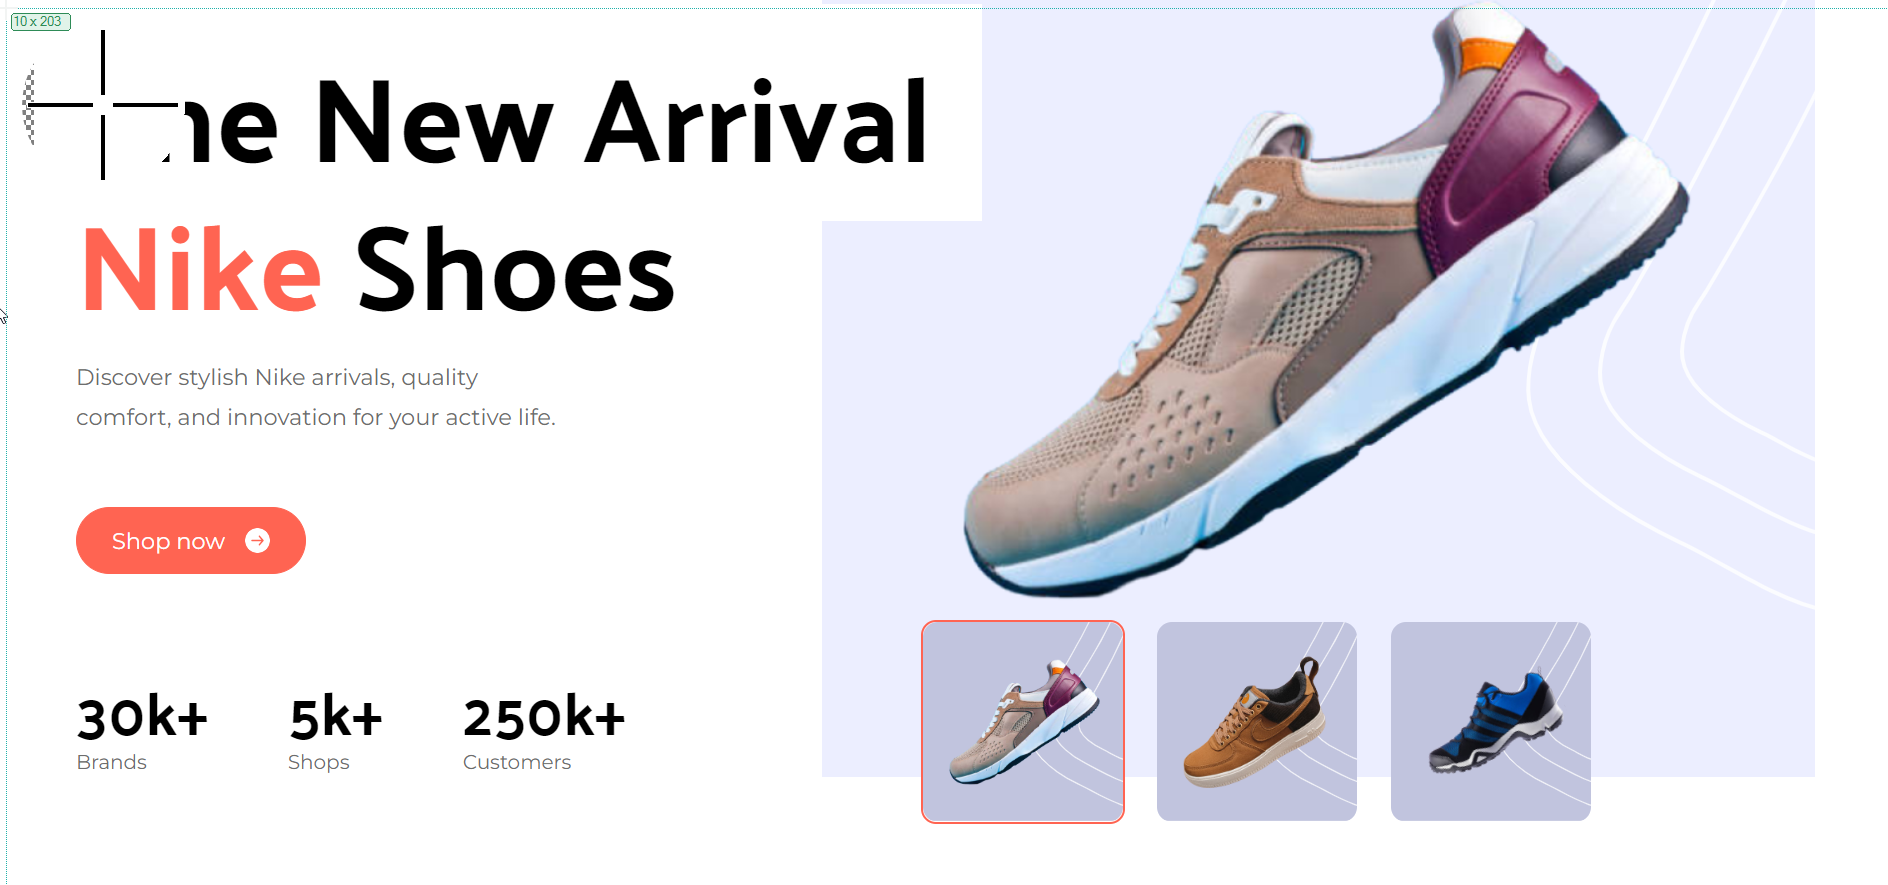 10 x 203
he New Arrival
Nike Shoes
Discover stylish Nike arrivals, quality
comfort, and innovation for your active life.
Shop now
30k+ 5k+ 250k+
Brands Shops Customers